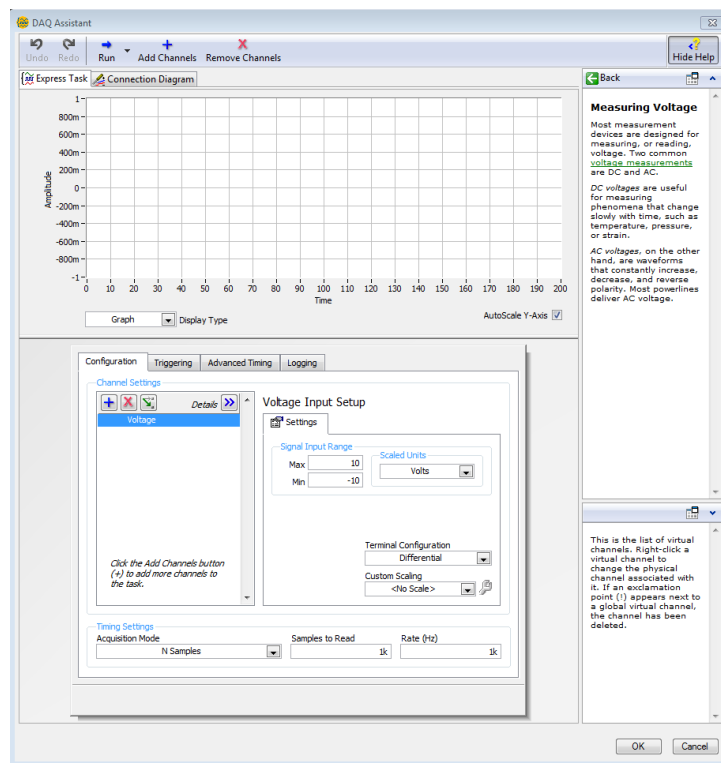 DAQ Assistant
Undo Redo Run Add Channels Remove Channels Hide Help
Express Task Connection Diagram
1
800m
600m
400m
200m
0
-200m
-400m
-600m
-800m
-1
Amplitude
0 10 20 30 40 50 60 70 80 90 100 110 120 130 140 150 160 170 180 190 200
Time
Graph Display Type AutoScale Y-Axis
Configuration Triggering Advanced Timing Logging
Channel Settings
Details
Voltage
Click the Add Channels button
(+) to add more channels to
the task.
Voltage Input Setup
Settings
Signal Input Range
Max 10
Min -10
Scaled Units
Volts
Terminal Configuration
Differential
Custom Scaling
<No Scale>
Timing Settings
Acquisition Mode Samples to Read Rate (Hz)
N Samples 1k 1k
Back
Measuring Voltage
Most measurement
devices are designed for
measuring, or reading,
voltage. Two common
voltage measurements
are DC and AC.
DC voltages are useful
for measuring
phenomena that change
slowly with time, such as
temperature, pressure,
or strain.
AC voltages, on the other
hand, are waveforms
that constantly increase,
decrease, and reverse
polarity. Most powerlines
deliver AC voltage.
This is the list of virtual
channels. Right-click a
virtual channel to
change the physical
channel associated with
it. If an exclamation
point (!) appears next to
a global virtual channel,
the channel has been
deleted.
OK Cancel